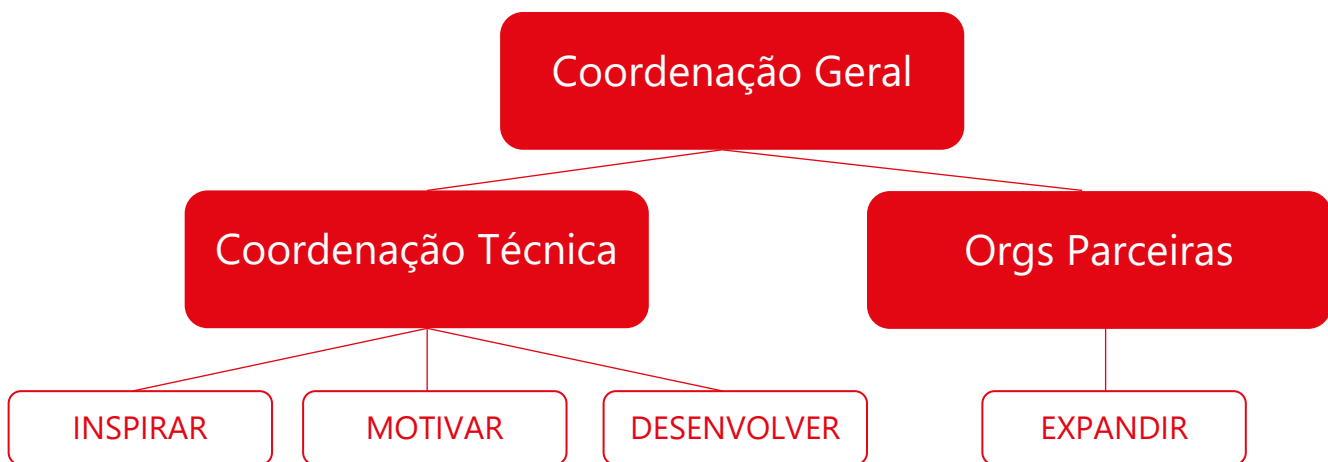 Coordenação Geral
Coordenação Técnica
Orgs Parceiras
INSPIRAR
MOTIVAR
DESENVOLVER
EXPANDIR